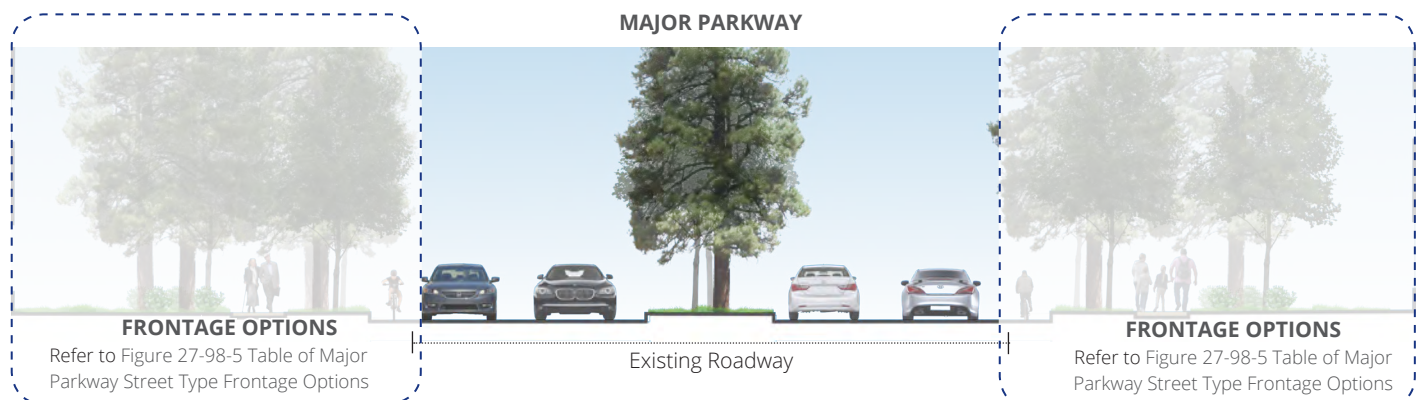 MAJOR PARKWAY
FRONTAGE OPTIONS
Refer to Figure 27-98-5 Table of Major
Parkway Street Type Frontage Options
Existing Roadway
FRONTAGE OPTIONS
Refer to Figure 27-98-5 Table of Major
Parkway Street Type Frontage Options